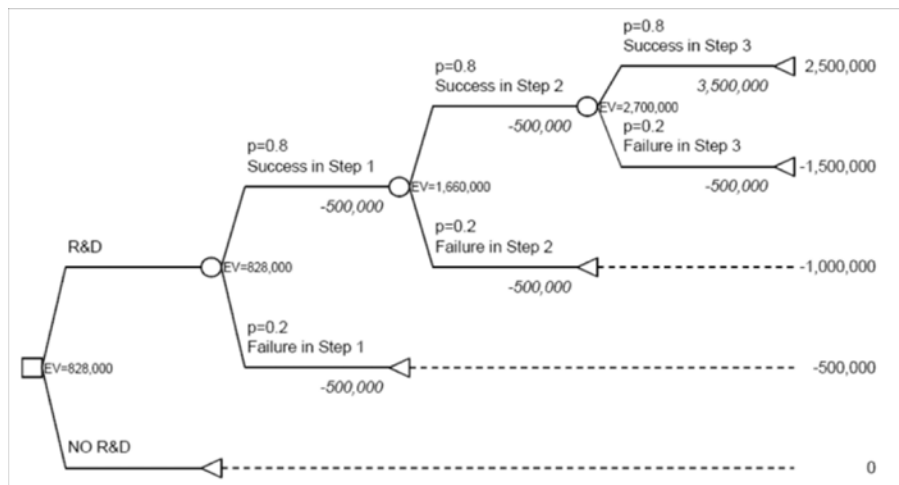 p=0.8
Success in Step 3
2,500,000
3,500,000
p=0.8
Success in Step 2
-500,000
EV=2,700,000
p=0.2
Failure in Step 3
-1,500,000
-500,000
p=0.8
Success in Step 1
-500,000
EV=1,660,000
p=0.2
Failure in Step 2
-1,000,000
-500,000
R&D
EV=828,000
p=0.2
Failure in Step 1
-500,000
-500,000
EV=828,000
NO R&D
0